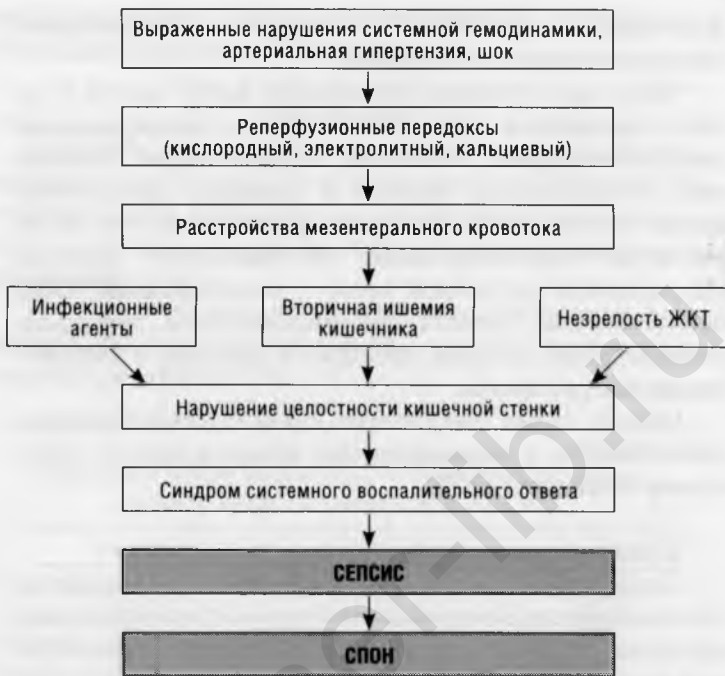 Выраженные нарушения системной гемодинамики,
артериальная гипертензия, шок
Реперфузионные передоксы
(кислородный, электролитный, кальциевый)
Расстройства мезентерального кровотока
Инфекционные
агенты
Вторичная ишемия
кишечника
Незрелость ЖКТ
Нарушение целостности кишечной стенки
Синдром системного воспалительного ответа
СЕПСИС
СПОН